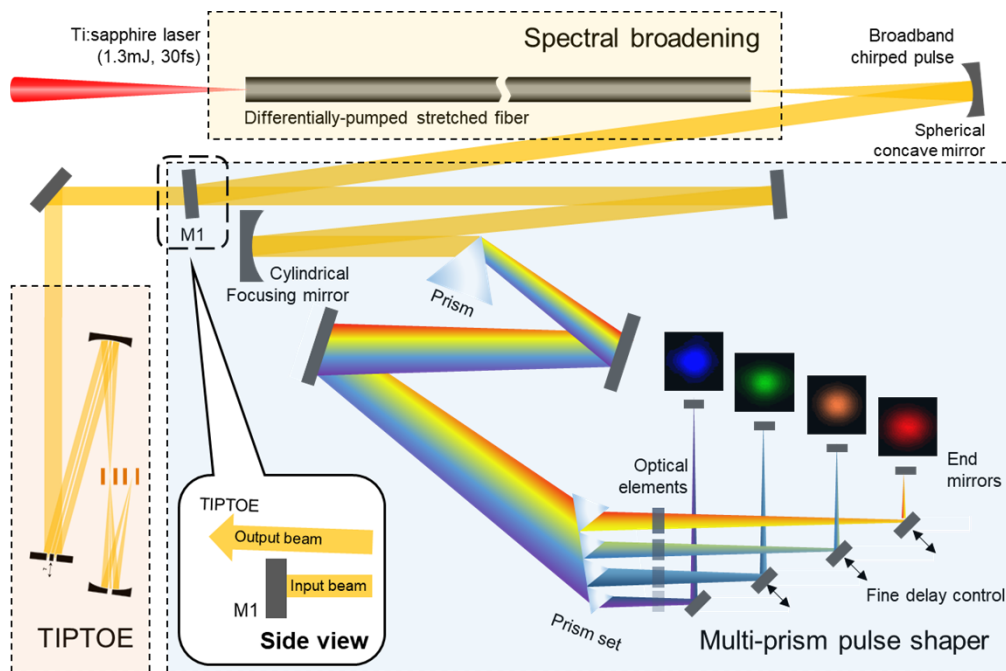 Ti:sapphire laser
(1.3mJ, 30fs)
Spectral broadening
Differentially-pumped stretched fiber
Broadband
chirped pulse
Spherical
concave mirror
M1
Cylindrical
Focusing mirror
Prism
Optical
elements
End
mirrors
TIPTOE
Output beam
Input beam
M1
Side view
Prism set
Fine delay control
TIPTOE
Multi-prism pulse shaper